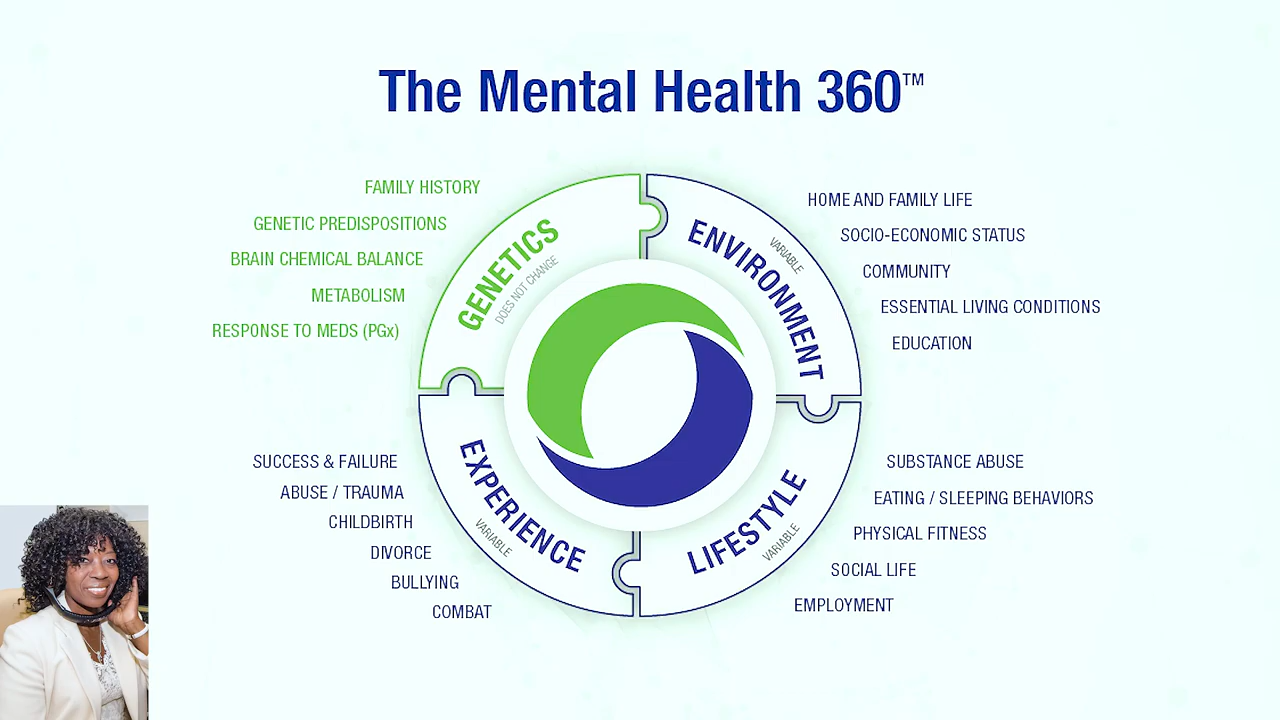 The Mental Health 360™
FAMILY HISTORY
GENETIC PREDISPOSITIONS
BRAIN CHEMICAL BALANCE
METABOLISM
RESPONSE TO MEDS (PGx)
GENETICS
DOES NOT CHANGE
ENVIRONMENT
VARIABLE
HOME AND FAMILY LIFE
SOCIO-ECONOMIC STATUS
COMMUNITY
ESSENTIAL LIVING CONDITIONS
EDUCATION
SUCCESS & FAILURE
ABUSE / TRAUMA
CHILDBIRTH
DIVORCE
BULLYING
COMBAT
EXPERIENCE
VARIABLE
LIFESTYLE
VARIABLE
SUBSTANCE ABUSE
EATING / SLEEPING BEHAVIORS
PHYSICAL FITNESS
SOCIAL LIFE
EMPLOYMENT